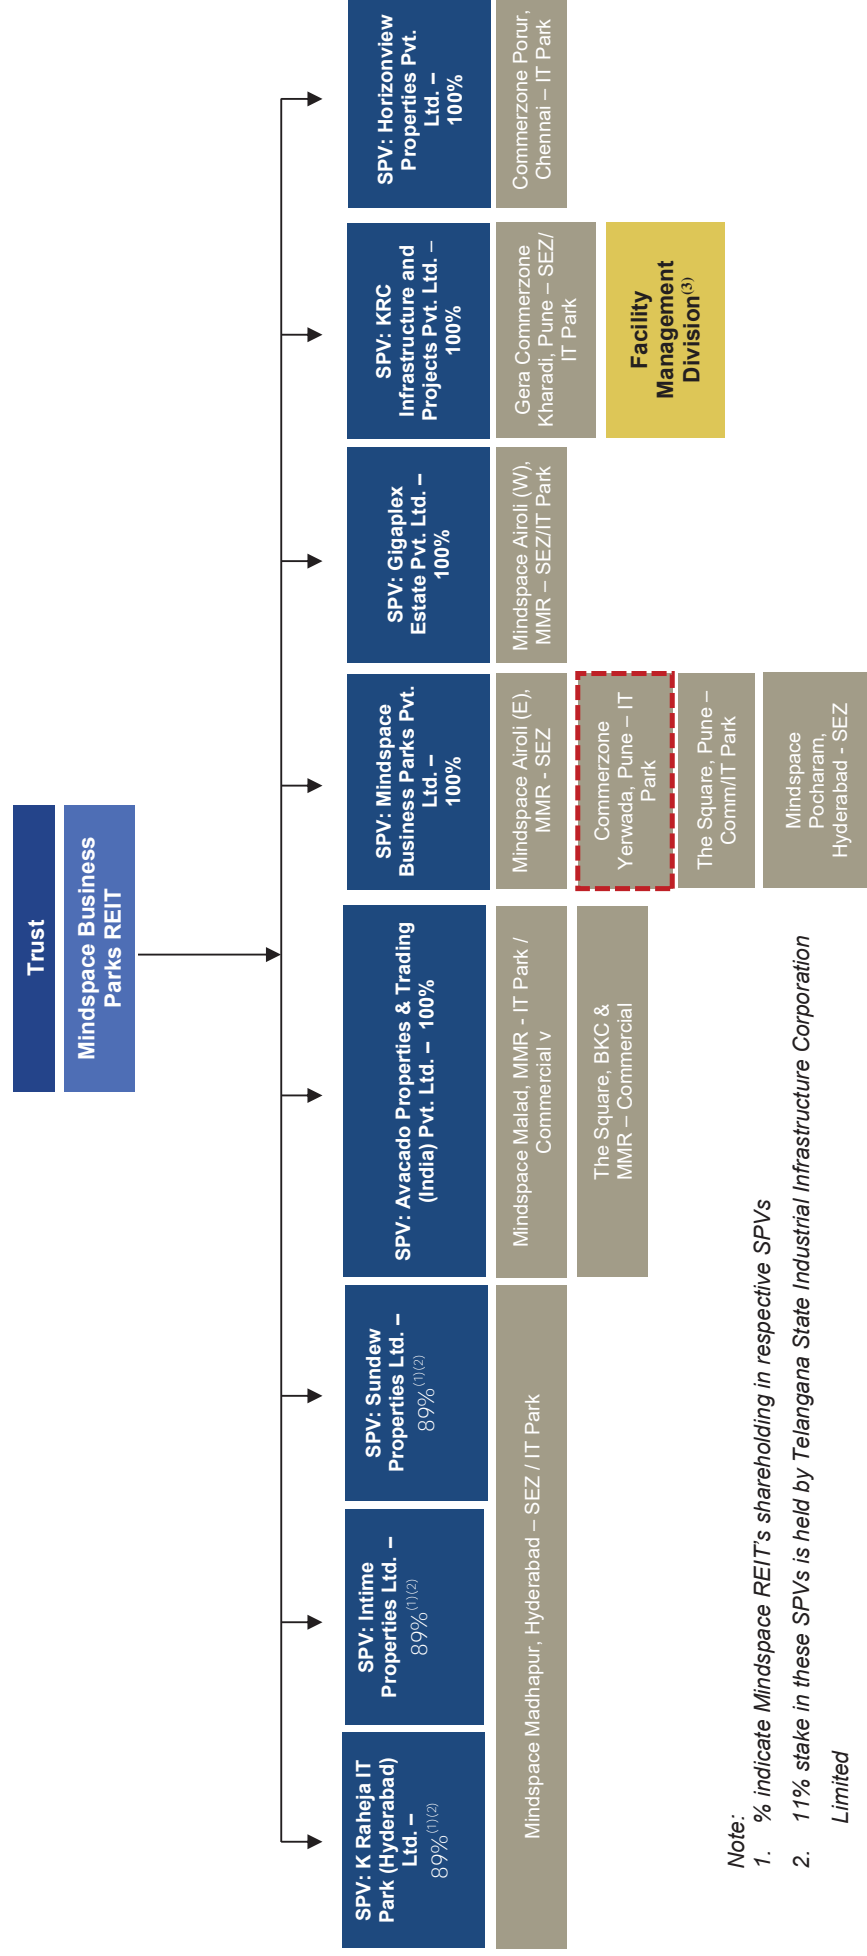 Trust
Mindspace Business
Parks REIT
SPV: K Raheja IT
Park (Hyderabad)
Ltd. –
89%(1)(2)
SPV: Intime
Properties Ltd. –
89%(1)(2)
SPV: Sundew
Properties Ltd. –
89%(1)(2)
SPV: Avacado Properties & Trading
(India) Pvt. Ltd. – 100%
SPV: Mindspace
Business Parks Pvt.
Ltd. –
100%
SPV: Gigaplex
Estate Pvt. Ltd. –
100%
SPV: KRC
Infrastructure and
Projects Pvt. Ltd. –
100%
SPV: Horizonview
Properties Pvt.
Ltd. –
100%
Mindspace Madhapur, Hyderabad – SEZ / IT Park
Mindspace Malad, MMR - IT Park /
Commercial v
The Square, BKC &
MMR – Commercial
Mindspace Airoli (E),
MMR - SEZ
Commerzone
Yerwada, Pune – IT
Park
The Square, Pune –
Comm/IT Park
Mindspace
Pocharam,
Hyderabad - SEZ
Mindspace Airoli (W),
MMR – SEZ/IT Park
Gera Commerzone
Kharadi, Pune – SEZ/
IT Park
Facility
Management
Division(3)
Commerzone Porur,
Chennai – IT Park
Note:
1. % indicate Mindspace REIT's shareholding in respective SPVs
2. 11% stake in these SPVs is held by Telangana State Industrial Infrastructure Corporation
Limited